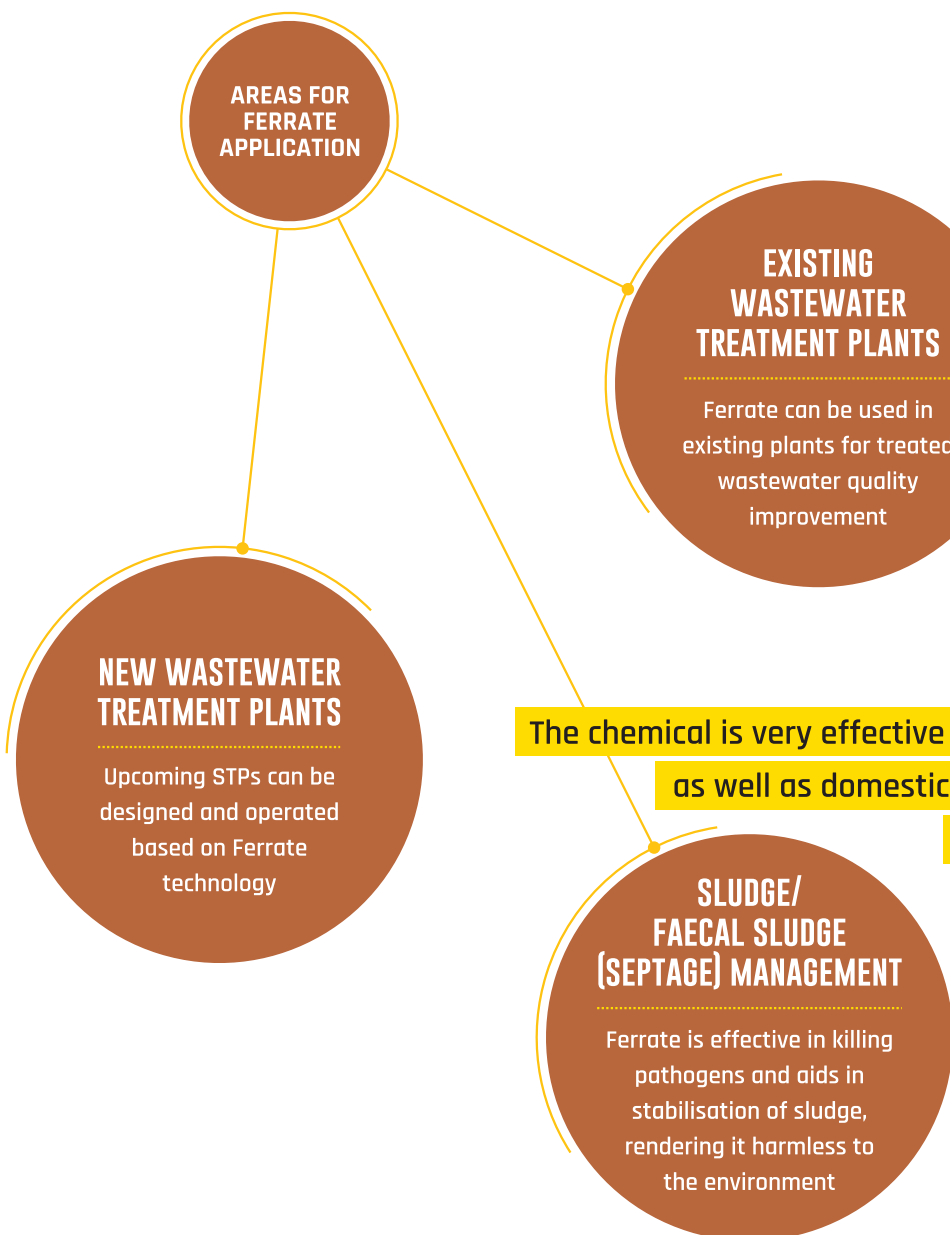 AREAS FOR
FERRATE
APPLICATION
EXISTING
WASTEWATER
TREATMENT PLANTS
Ferrate can be used in
existing plants for treated
wastewater quality
improvement
NEW WASTEWATER
TREATMENT PLANTS
Upcoming STPs can be
designed and operated
based on Ferrate
technology
The chemical is very effective
as well as domestic
SLUDGE/
FAECAL SLUDGE
(SEPTAGE) MANAGEMENT
Ferrate is effective in killing
pathogens and aids in
stabilisation of sludge,
rendering it harmless to
the environment